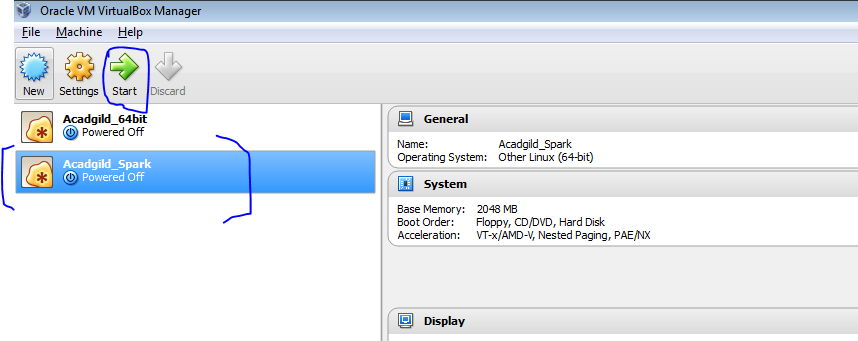 Oracle VM VirtualBox Manager
File Machine Help
New Settings Start Discard
Acadgild_64bit
Powered Off
Acadgild_Spark
Powered Off
General
Name: Acadgild_Spark
Operating System: Other Linux (64-bit)
System
Base Memory: 2048 MB
Boot Order: Floppy, CD/DVD, Hard Disk
Acceleration: VT-x/AMD-V, Nested Paging, PAE/NX
Display